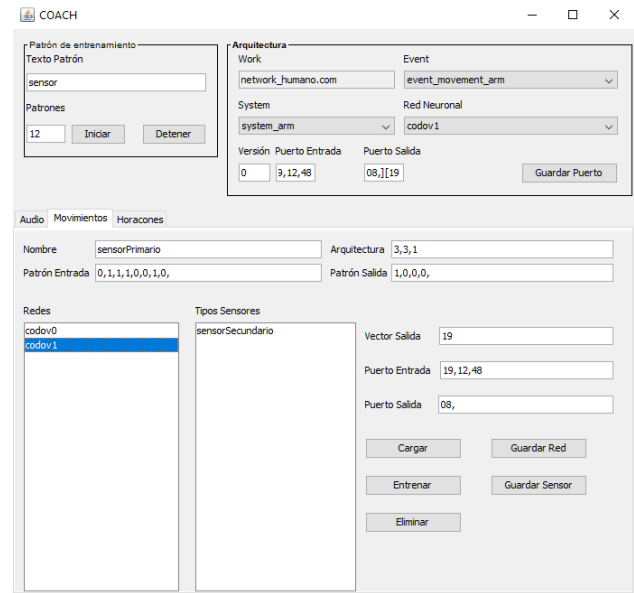 COACH
Patrón de entrenamiento
Texto Patrón
sensor
Patrones
12 Iniciar Detener
Arquitectura
Work Event
network_humano.com event_movement_arm
System Red Neuronal
system_arm codov1
Versión Puerto Entrada Puerto Salida
0 9,12,48 08,][19 Guardar Puerto
Audio Movimientos Horacones
Nombre sensorPrimario Arquitectura 3,3,1
Patrón Entrada 0,1,1,1,0,0,1,0, Patrón Salida 1,0,0,0,
Redes Tipos Sensores
codov0 sensorSecundario
codov1
Vector Salida 19
Puerto Entrada 19,12,48
Puerto Salida 08,
Cargar Guardar Red
Entrenar Guardar Sensor
Eliminar